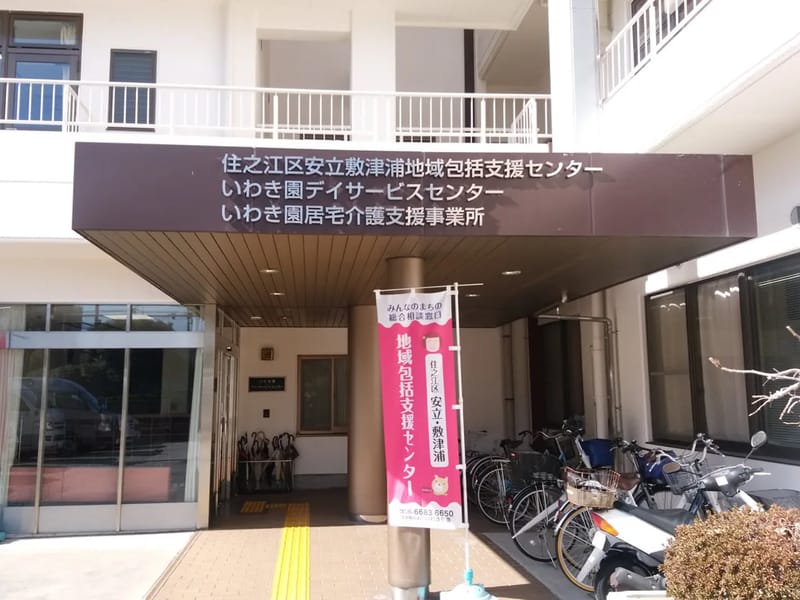 住之江区安立敷津浦地域包括支援センター
いわき園デイサービスセンター
いわき園居宅介護支援事業所
みんなのまちの
総合相談窓口
地域包括支援センター
住之江区 安立・敷津浦
6683-8650